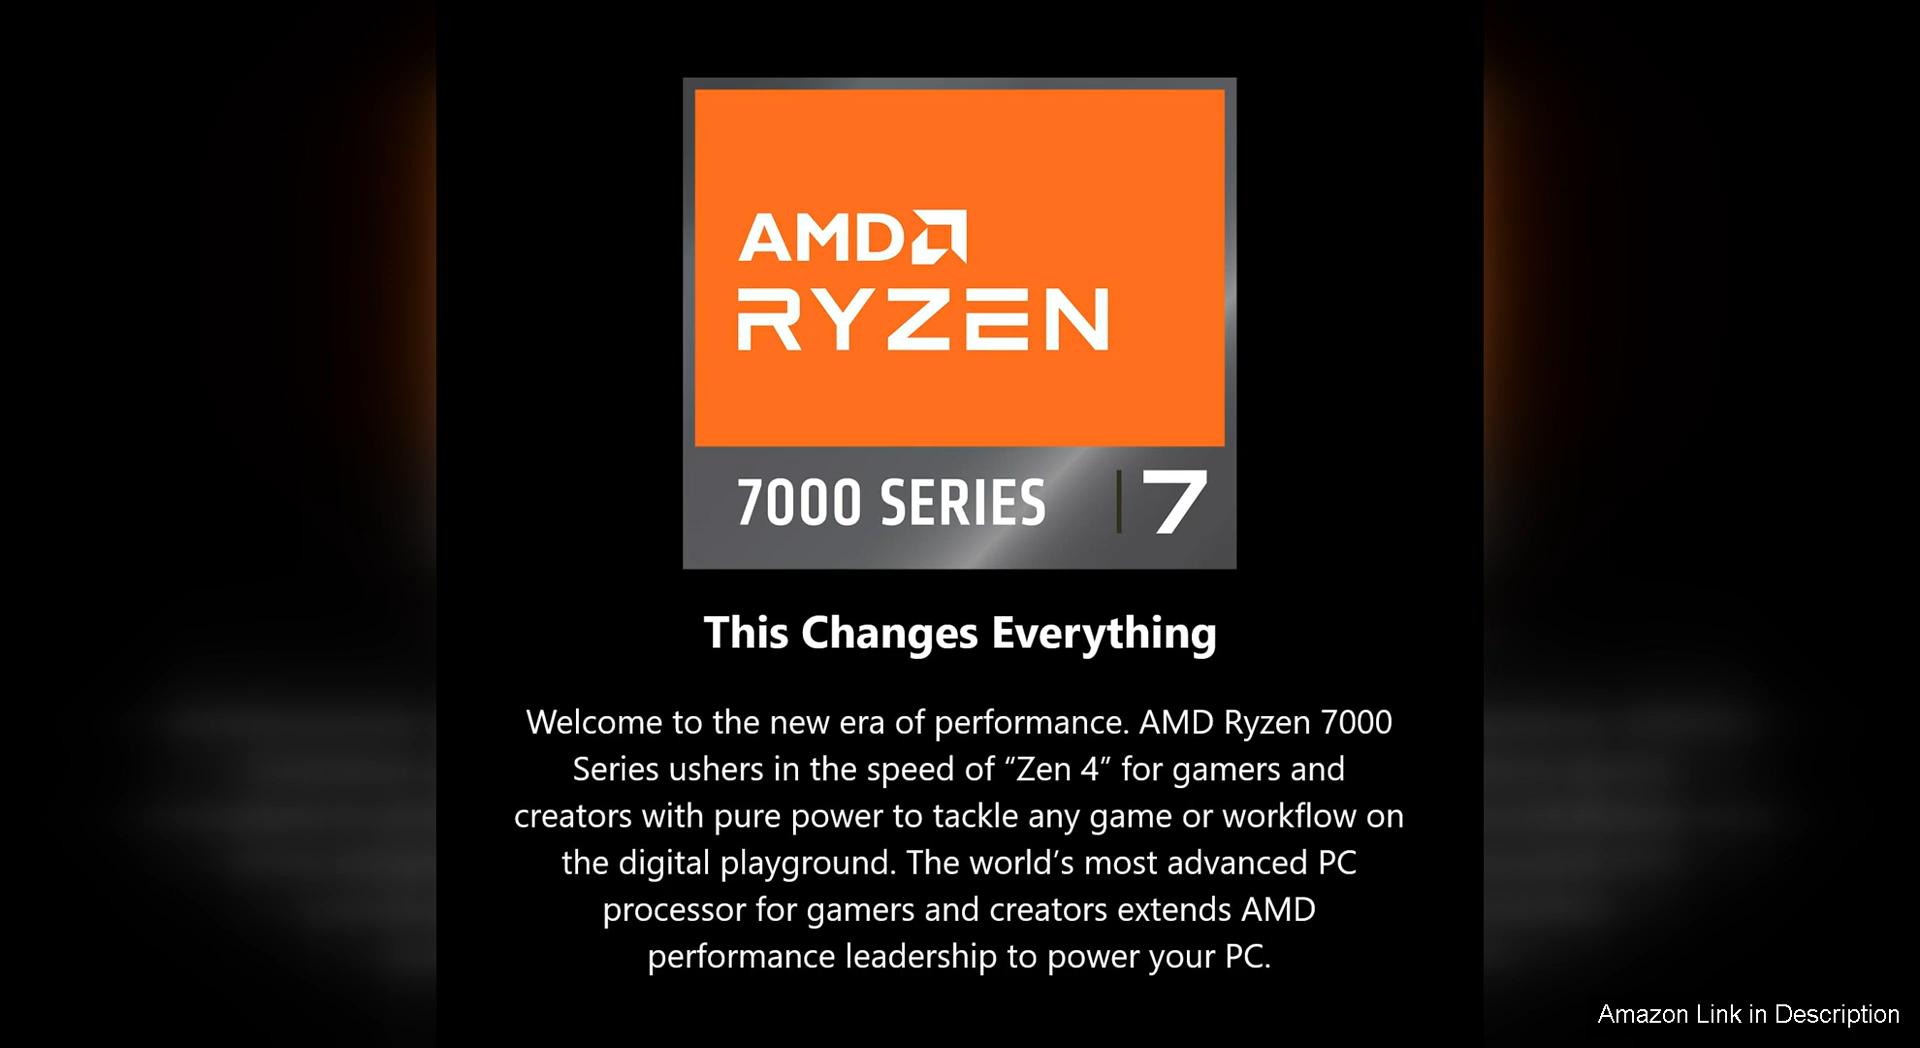 AMD
RYZEN
7000 SERIES | 7
This Changes Everything
Welcome to the new era of performance. AMD Ryzen 7000
Series ushers in the speed of “Zen 4” for gamers and
creators with pure power to tackle any game or workflow on
the digital playground. The world’s most advanced PC
processor for gamers and creators extends AMD
performance leadership to power your PC.
Amazon Link in Description